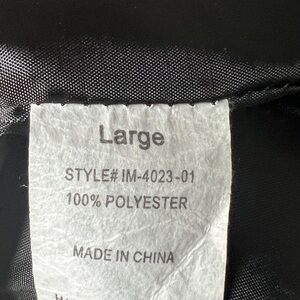 Large
STYLE# IM-4023-01
100% POLYESTER
MADE IN CHINA